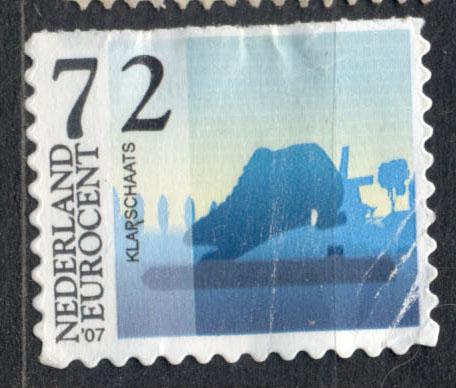 72
NEDERLAND
EUROCENT
'07
KLAPSCHAATS